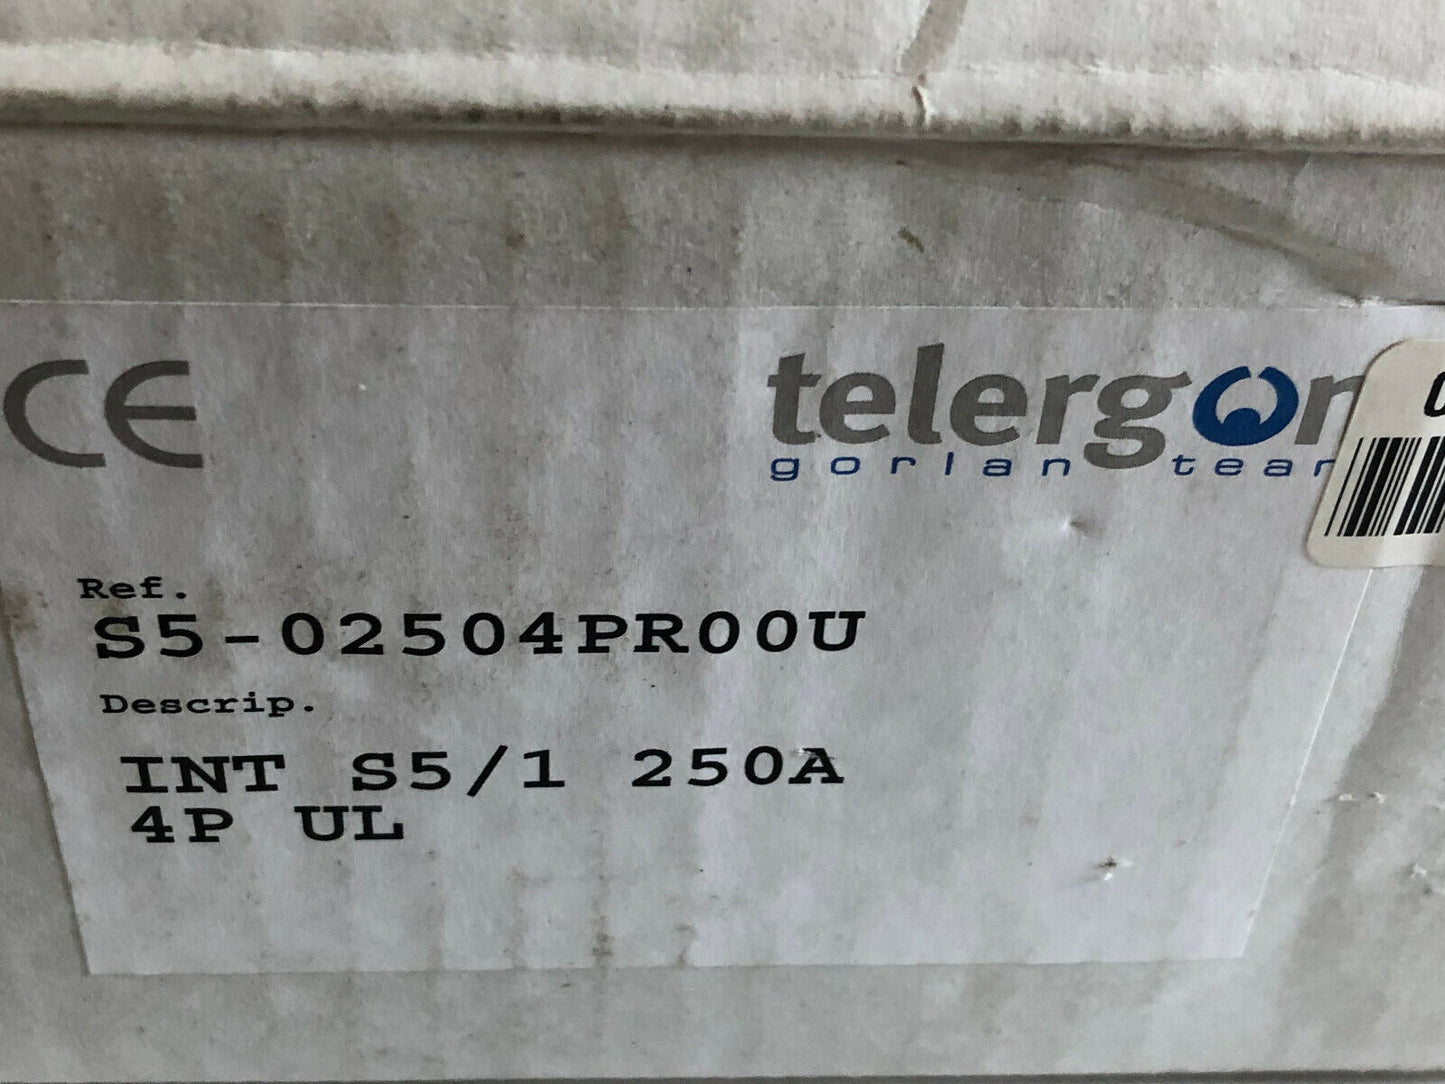 CE
telergon
gorlan team
Ref.
S5-02504PR00U
Descrip.
INT S5/1 250A
4P UL